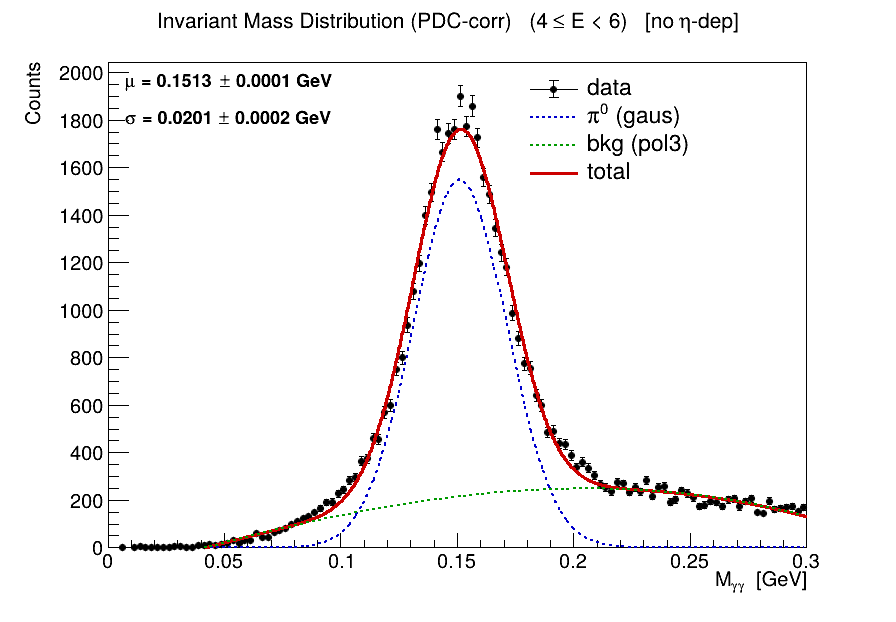 Invariant Mass Distribution (PDC-corr) (4 ≤ E < 6) [no η-dep]
Counts
μ = 0.1513 ± 0.0001 GeV
σ = 0.0201 ± 0.0002 GeV
data
π⁰ (gaus)
bkg (pol3)
total
2000
1800
1600
1400
1200
1000
800
600
400
200
0
0 0.05 0.1 0.15 0.2 0.25 0.3
Mγγ [GeV]